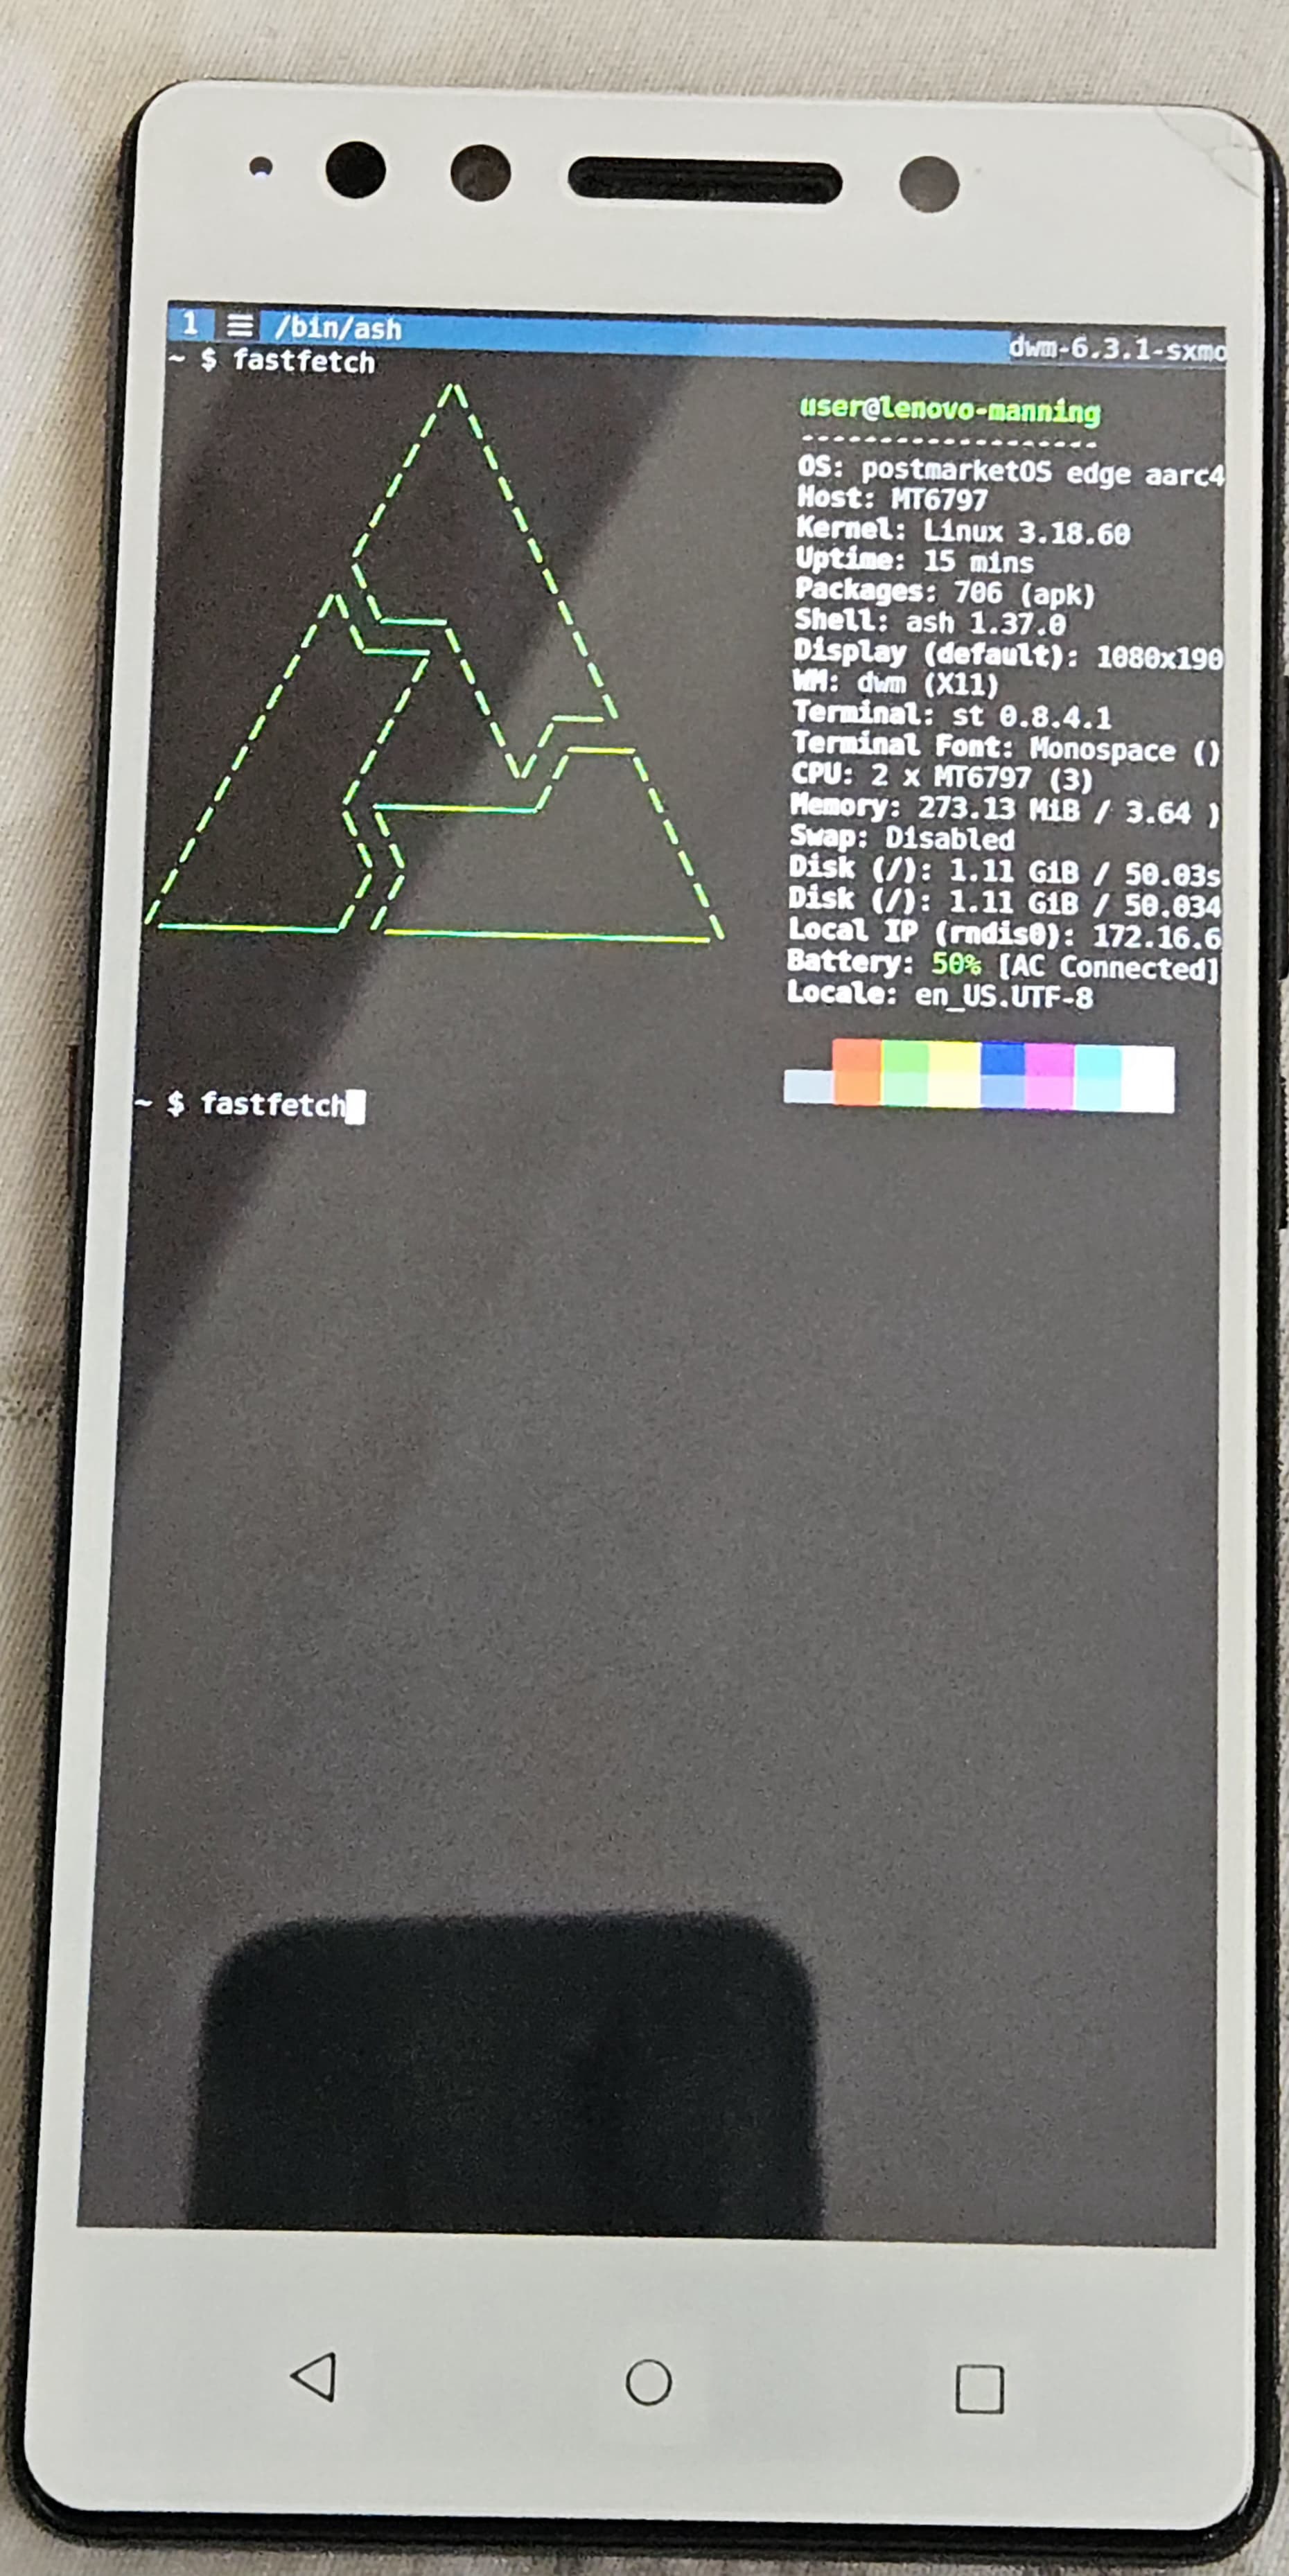 1 ☰ /bin/ash dwm-6.3.1-sxmo
~ $ fastfetch
user@lenovo-manning
-------------------
OS: postmarketOS edge aarc4
Host: MT6797
Kernel: Linux 3.18.60
Uptime: 15 mins
Packages: 706 (apk)
Shell: ash 1.37.0
Display (default): 1080x190
WM: dwm (X11)
Terminal: st 0.8.4.1
Terminal Font: Monospace ()
CPU: 2 x MT6797 (3)
Memory: 273.13 MiB / 3.64 )
Swap: Disabled
Disk (/): 1.11 GiB / 50.03s
Disk (/): 1.11 GiB / 50.034
Local IP (rndis0): 172.16.6
Battery: 50% [AC Connected]
Locale: en_US.UTF-8
~ $ fastfetch